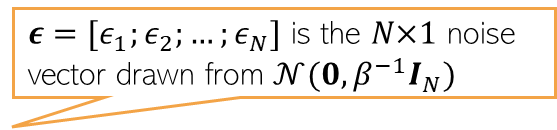 𝝐 = [𝜖₁; 𝜖₂; … ; 𝜖_N] is the N×1 noise
vector drawn from 𝒩(𝟎, β⁻¹𝑰_N)